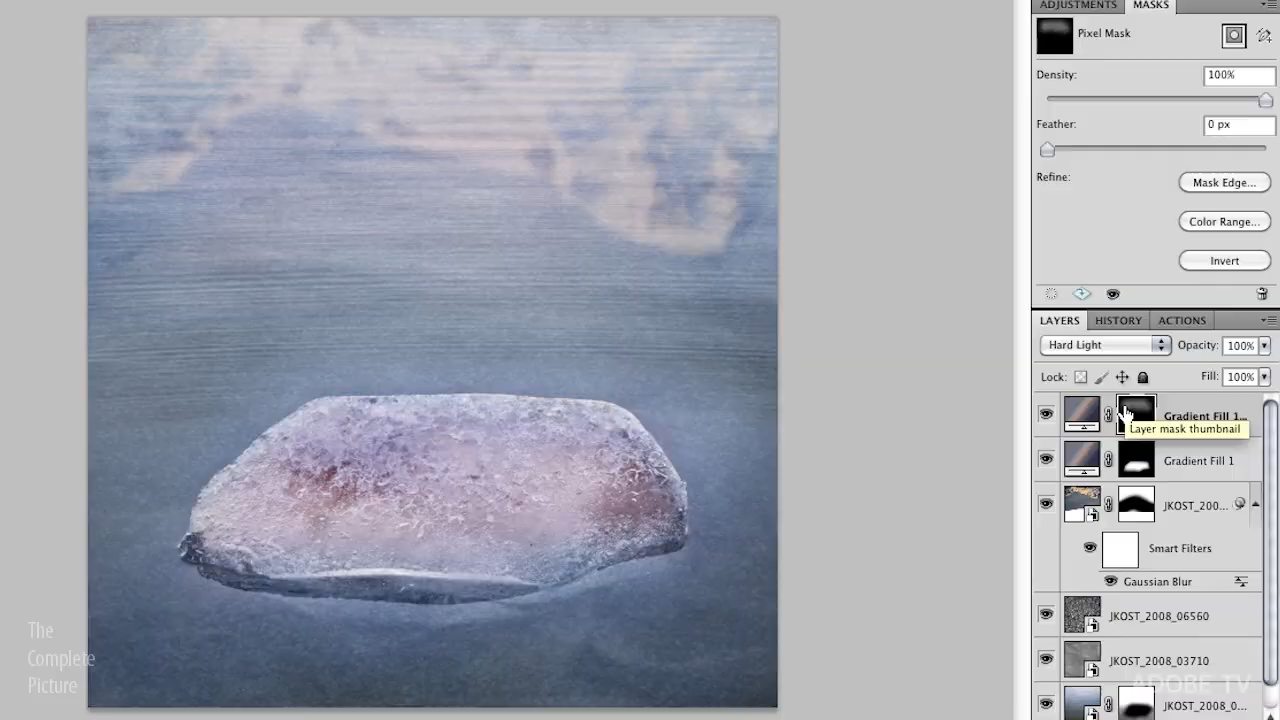 ADJUSTMENTS MASKS
Pixel Mask
Density: 100%
Feather: 0 px
Refine:
Mask Edge...
Color Range...
Invert
LAYERS HISTORY ACTIONS
Hard Light Opacity: 100%
Lock: Fill: 100%
Gradient Fill 1...
Layer mask thumbnail
Gradient Fill 1
JKOST_200...
Smart Filters
Gaussian Blur
JKOST_2008_06560
JKOST_2008_03710
JKOST_2008_0...
The
Complete
Picture
ADOBE TV